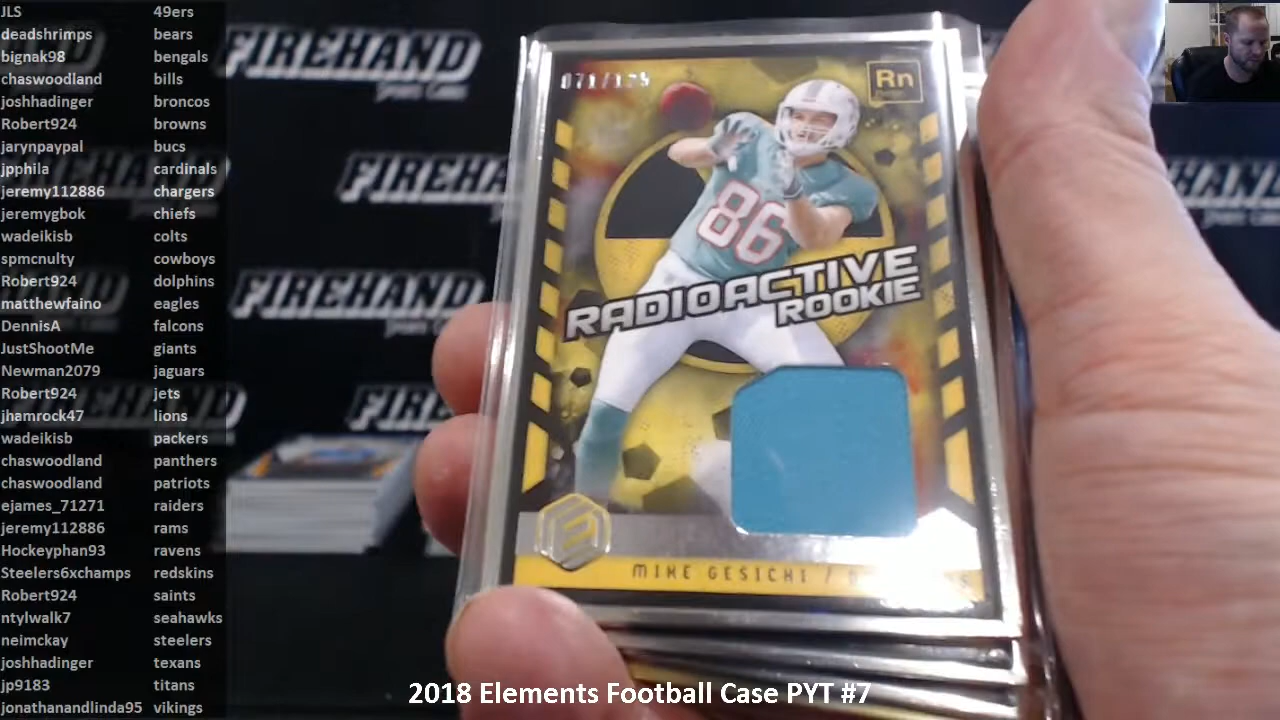 JLS 49ers
deadshrimps bears
bignak98 bengals
chaswoodland bills
joshhadinger broncos
Robert924 browns
jarynpaypal bucs
jpphila cardinals
jeremy112886 chargers
jeremygbok chiefs
wadeikisb colts
spmcnulty cowboys
Robert924 dolphins
matthewfaino eagles
DennisA falcons
JustShootMe giants
Newman2079 jaguars
Robert924 jets
jhamrock47 lions
wadeikisb packers
chaswoodland panthers
chaswoodland patriots
ejames_71271 raiders
jeremy112886 rams
Hockeyphan93 ravens
Steelers6xchamps redskins
Robert924 saints
ntylwalk7 seahawks
neimckay steelers
joshhadinger texans
jp9183 titans
jonathanandlinda95 vikings
FIREHAND
FIREHAND
FIREHAND
Rn
86
RADIOACTIVE
ROOKIE
MIKE GESICKI /
2018 Elements Football Case PYT #7